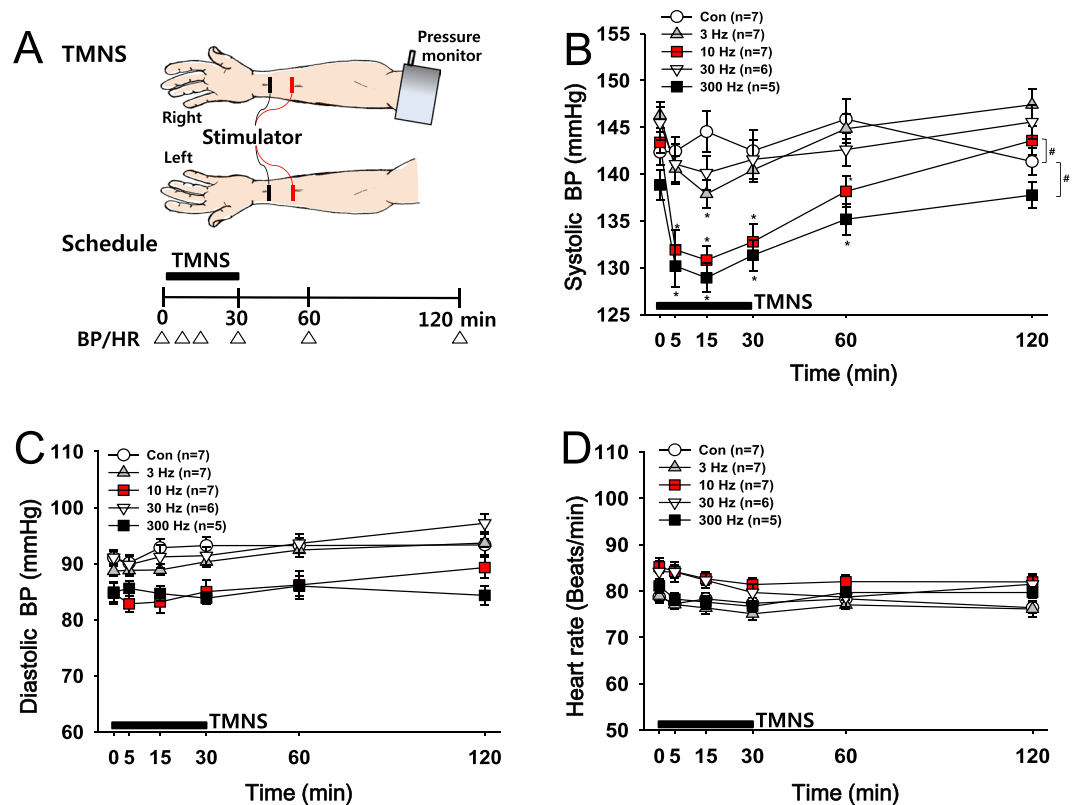 A
TMNS
Pressure
monitor
Right
Stimulator
Left
Schedule
TMNS
0 30 60 120 min
BP/HR
B
Con (n=7)
3 Hz (n=7)
10 Hz (n=7)
30 Hz (n=6)
300 Hz (n=5)
Systolic BP (mmHg)
155
150
145
140
135
130
125
#
#
*
*
*
*
*
*
*
*
TMNS
0 5 15 30 60 120
Time (min)
C
Con (n=7)
3 Hz (n=7)
10 Hz (n=7)
30 Hz (n=6)
300 Hz (n=5)
Diastolic BP (mmHg)
110
100
90
80
70
60
TMNS
0 5 15 30 60 120
Time (min)
D
Con (n=7)
3 Hz (n=7)
10 Hz (n=7)
30 Hz (n=6)
300 Hz (n=5)
Heart rate (Beats/min)
110
100
90
80
70
60
50
TMNS
0 5 15 30 60 120
Time (min)